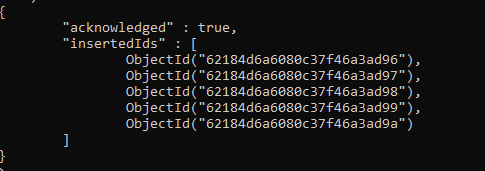 {
"acknowledged" : true,
"insertedIds" : [
ObjectId("62184d6a6080c37f46a3ad96"),
ObjectId("62184d6a6080c37f46a3ad97"),
ObjectId("62184d6a6080c37f46a3ad98"),
ObjectId("62184d6a6080c37f46a3ad99"),
ObjectId("62184d6a6080c37f46a3ad9a")
]
}